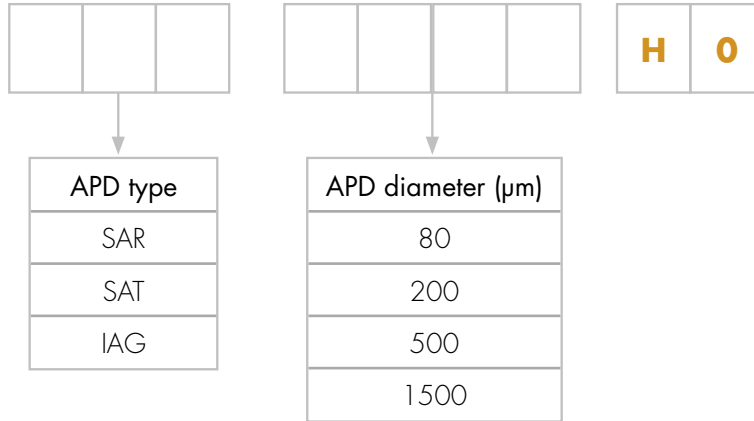 H 0
APD type
SAR
SAT
IAG
APD diameter (µm)
80
200
500
1500